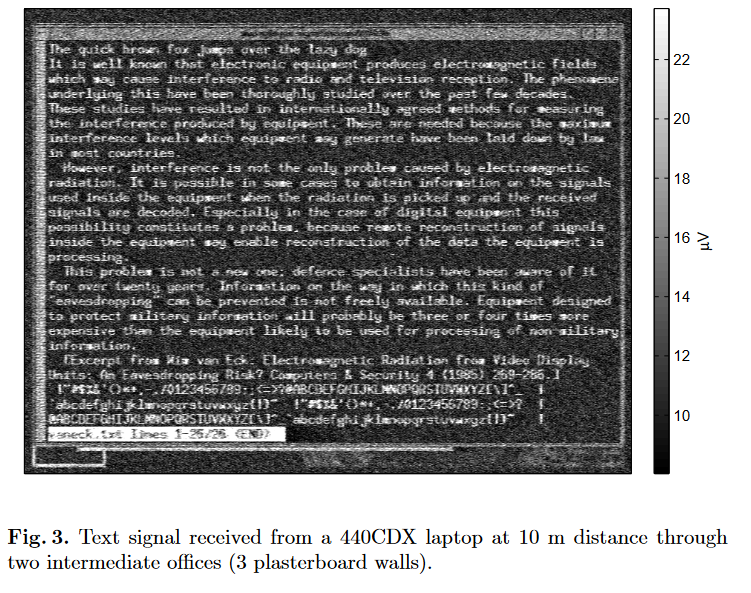 The quick brown fox jumps over the lazy dog
It is well known that electronic equipment produces electromagnetic fields
which may cause interference to radio and television reception. The phenomena
underlying this have been thoroughly studied over the past few decades.
These studies have resulted in internationally agreed methods for measuring
the interference produced by equipment. These are needed because the maximum
interference levels which equipment may generate have been laid down by law
in most countries.
However, interference is not the only problem caused by electromagnetic
radiation. It is possible in some cases to obtain information on the signals
used inside the equipment when the radiation is picked up and the received
signals are decoded. Especially in the case of digital equipment this
possibility constitutes a problem, because remote reconstruction of signals
inside the equipment may enable reconstruction of the data the equipment is
processing.
This problem is not a new one; defence specialists have been aware of it
for over twenty years. Information on the way in which this kind of
"eavesdropping" can be prevented is not freely available. Equipment designed
to protect military information will probably be three or four times more
expensive than the equipment likely to be used for processing of non-military
information.
[Excerpt from Wim van Eck: Electromagnetic Radiation from Video Display
Units: An Eavesdropping Risk? Computers & Security 4 (1985) 269-286.]
!"#$%&'()*+,-./0123456789:;<=>?@ABCDEFGHIJKLMNOPQRSTUVWXYZ[\]^_
`abcdefghijklmnopqrstuvwxyz{|}~ !"#$%&'()*+,-./0123456789:;<=>?
@ABCDEFGHIJKLMNOPQRSTUVWXYZ[\]^_`abcdefghijklmnopqrstuvwxyz{|}~
vaneck.txt lines 1-26/26 (END)
22
20
18
16
14
12
10
µV
Fig. 3. Text signal received from a 440CDX laptop at 10 m distance through
two intermediate offices (3 plasterboard walls).